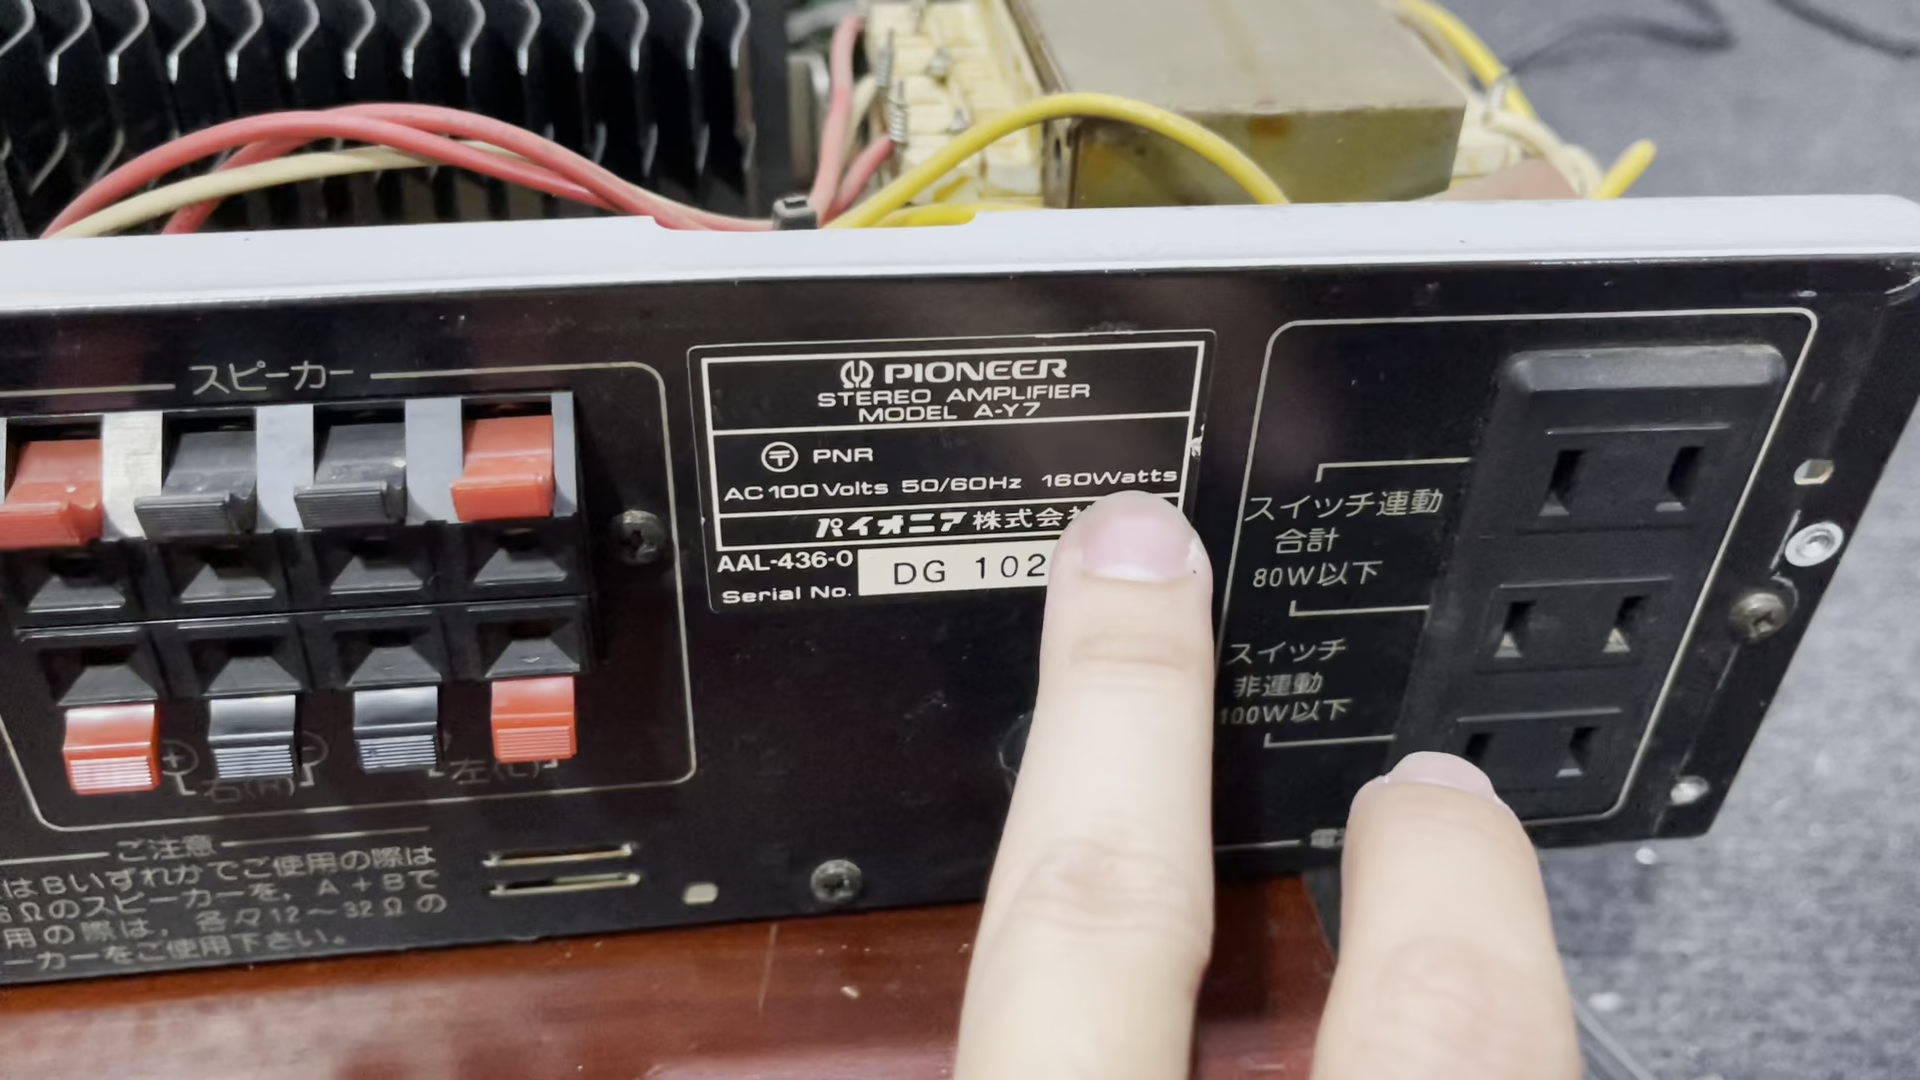 スピーカー
右(R)
左(L)
ご注意
はBいずれかでご使用の際は
6Ωのスピーカーを、A+Bで
用の際は、各々12〜32Ωの
ーカーをご使用下さい。
PIONEER
STEREO AMPLIFIER
MODEL A-Y7
〒 PNR
AC 100 Volts 50/60Hz 160Watts
パイオニア株式会
AAL-436-0
Serial No. DG 102
スイッチ連動
合計
80W以下
スイッチ
非連動
100W以下
電